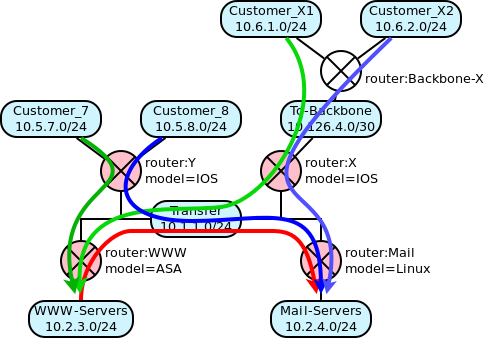 Customer_X1
10.6.1.0/24
Customer_X2
10.6.2.0/24
router:Backbone-X
Customer_7
10.5.7.0/24
Customer_8
10.5.8.0/24
To-Backbone
10.126.4.0/30
router:Y
model=IOS
router:X
model=IOS
Transfer
10.1.1.0/24
router:WWW
model=ASA
router:Mail
model=Linux
WWW-Servers
10.2.3.0/24
Mail-Servers
10.2.4.0/24